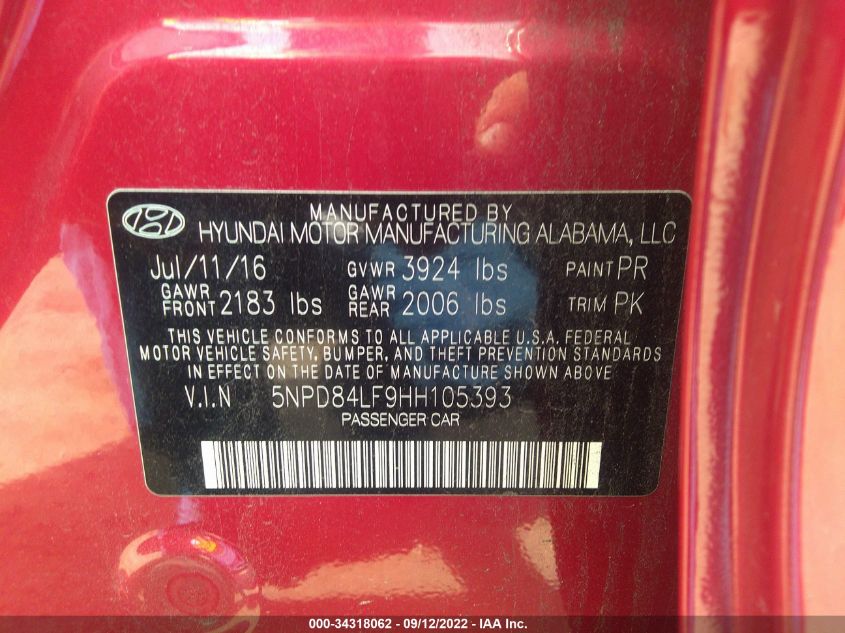 MANUFACTURED BY
HYUNDAI MOTOR MANUFACTURING ALABAMA, LLC
Jul/11/16 GVWR 3924 lbs PAINT PR
GAWR FRONT 2183 lbs GAWR REAR 2006 lbs TRIM PK
THIS VEHICLE CONFORMS TO ALL APPLICABLE U.S.A. FEDERAL
MOTOR VEHICLE SAFETY, BUMPER, AND THEFT PREVENTION STANDARDS
IN EFFECT ON THE DATE OF MANUFACTURE SHOWN ABOVE
V.I.N 5NPD84LF9HH105393
PASSENGER CAR
000-34318062 - 09/12/2022 - IAA Inc.